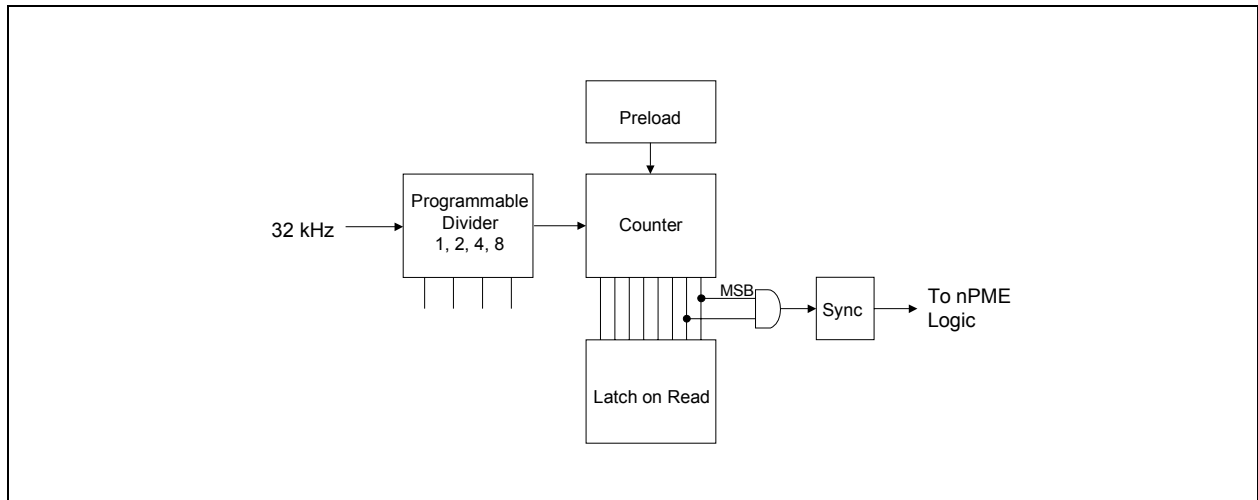 Preload
Programmable
Divider
1, 2, 4, 8
32 kHz
Counter
MSB
Sync
To nPME
Logic
Latch on Read